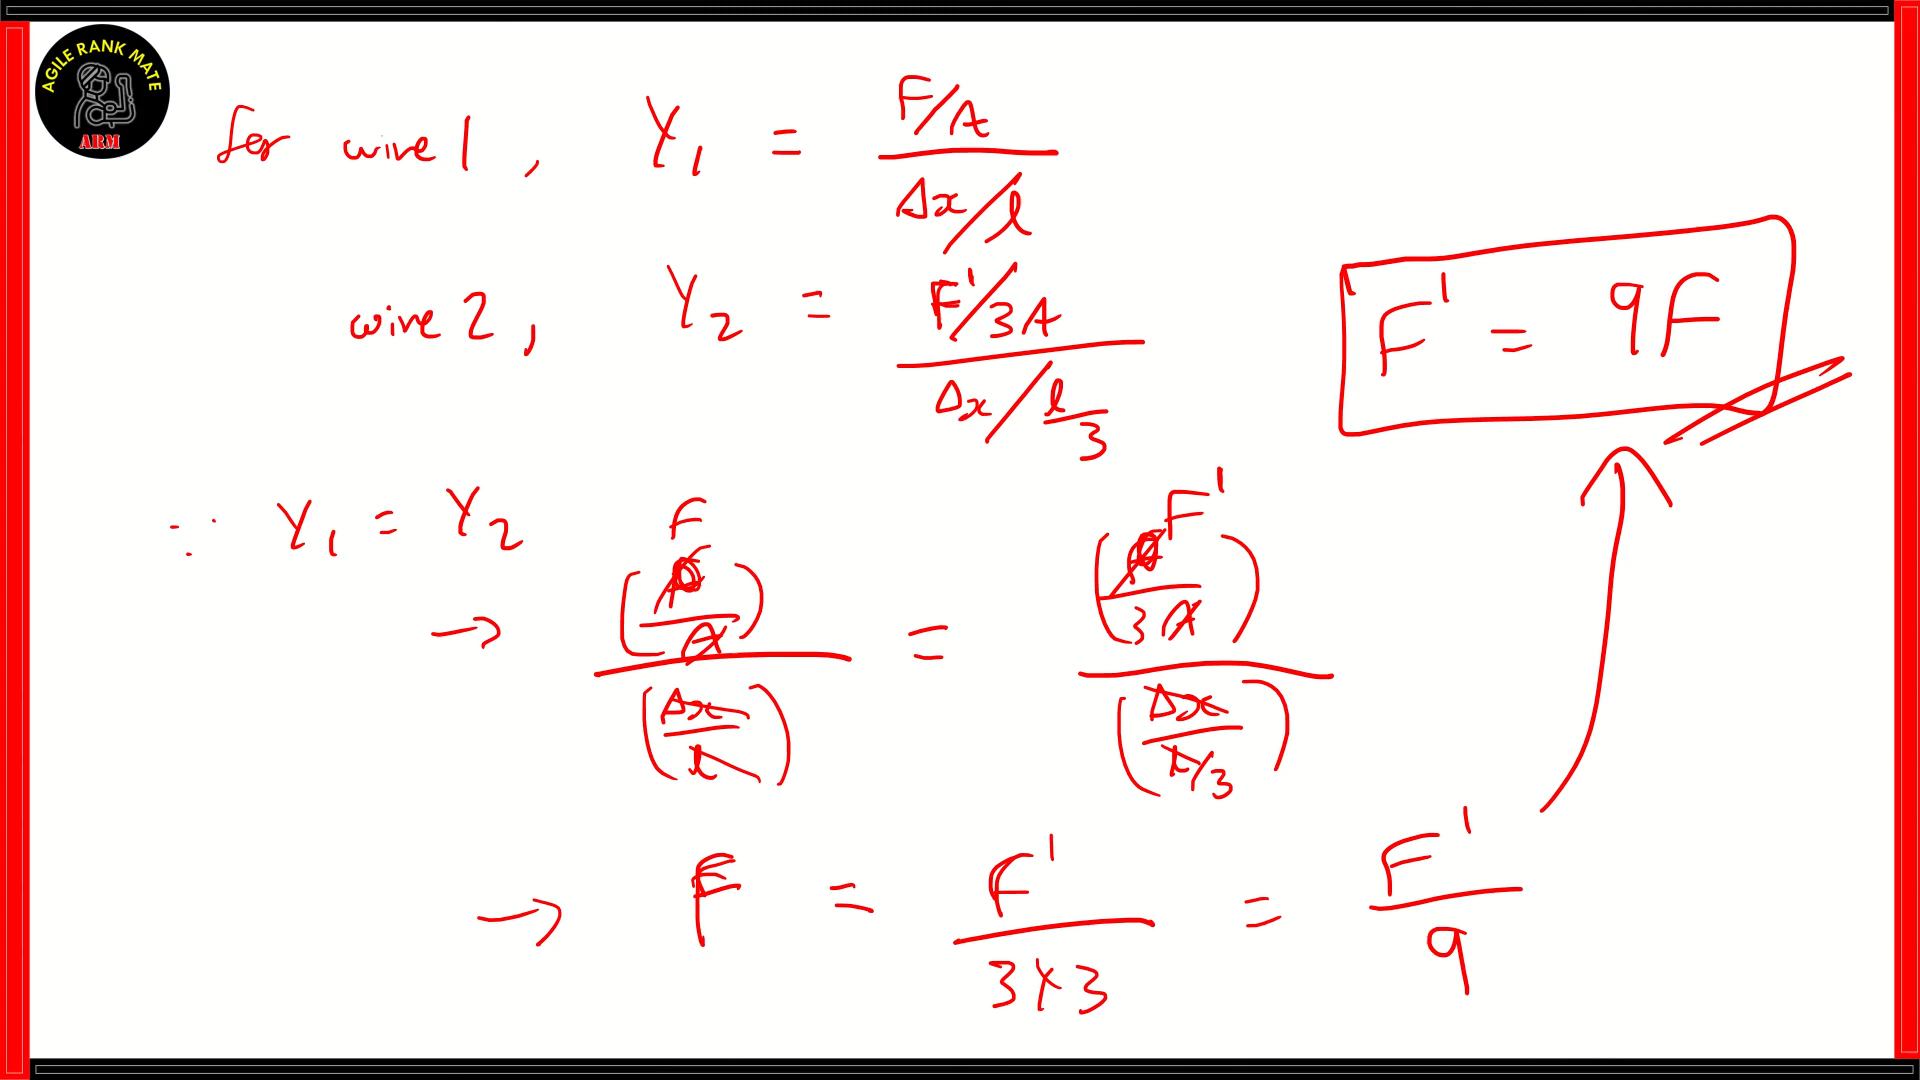 AGILE RANK MATE
ARM
for wire 1, Y₁ = (F/A)/(Δx/l)
wire 2, Y₂ = (F'/3A)/(Δx/(l/3))
F' = 9F
∵ Y₁ = Y₂
→ (F/A)/(Δx/l) = (F'/3A)/(Δx/(l/3))
→ F = F'/(3×3) = F'/9